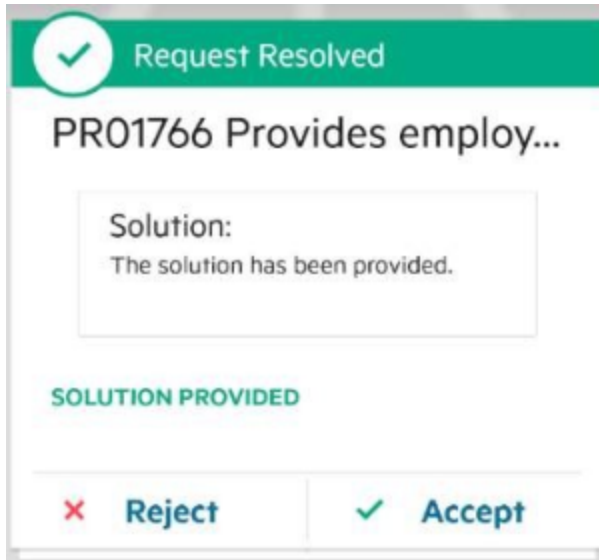 Request Resolved
PR01766 Provides employ...
Solution:
The solution has been provided.
SOLUTION PROVIDED
Reject
Accept